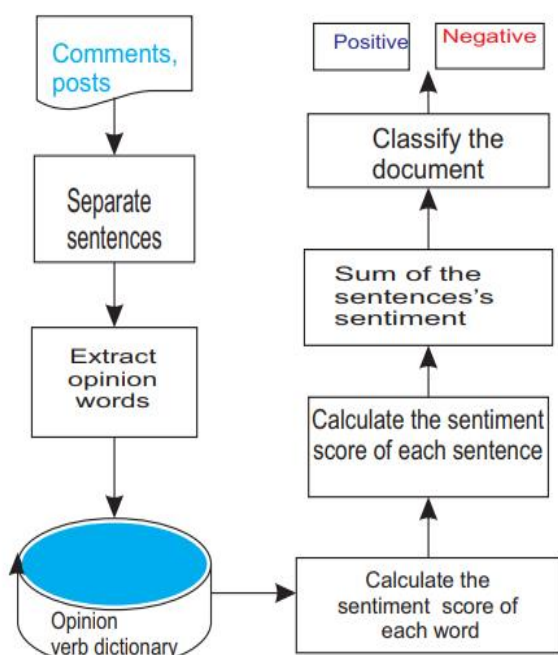 Comments,
posts
Separate
sentences
Extract
opinion
words
Opinion
verb dictionary
Calculate the
sentiment score of
each word
Calculate the sentiment
score of each sentence
Sum of the
sentences's
sentiment
Classify the
document
Positive
Negative